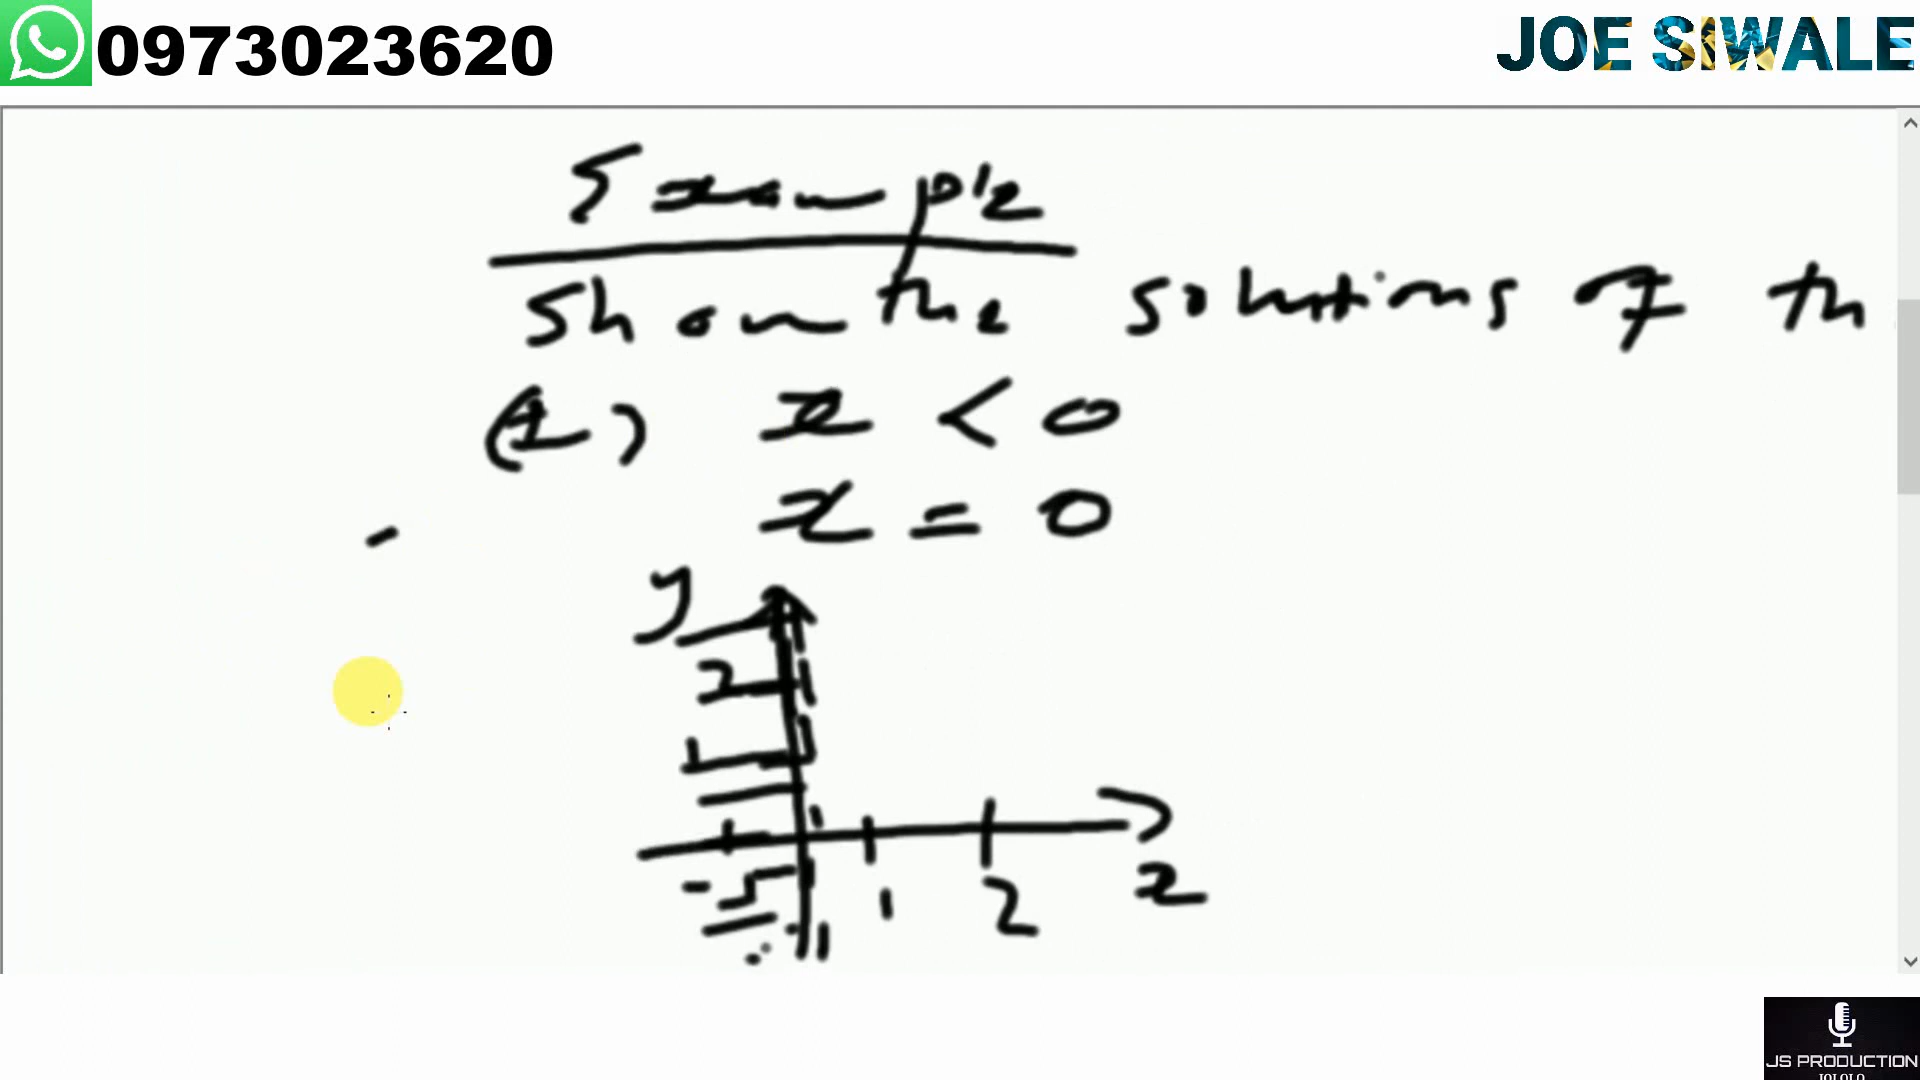 0973023620
JOE SIWALE
Example
Show the solutions of th
(1) x < 0
x = 0
y
2
1
-1 1 2
x
JS PRODUCTION
JOLOLO